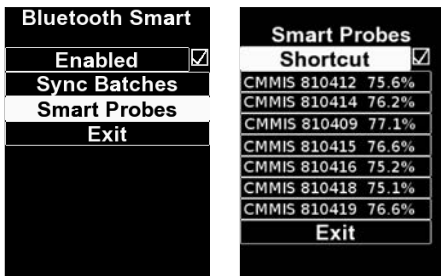 Bluetooth Smart
Enabled
Sync Batches
Smart Probes
Exit
Smart Probes
Shortcut
CMMIS 810412 75.6%
CMMIS 810414 76.2%
CMMIS 810409 77.1%
CMMIS 810415 76.6%
CMMIS 810416 75.2%
CMMIS 810418 75.1%
CMMIS 810419 76.6%
Exit